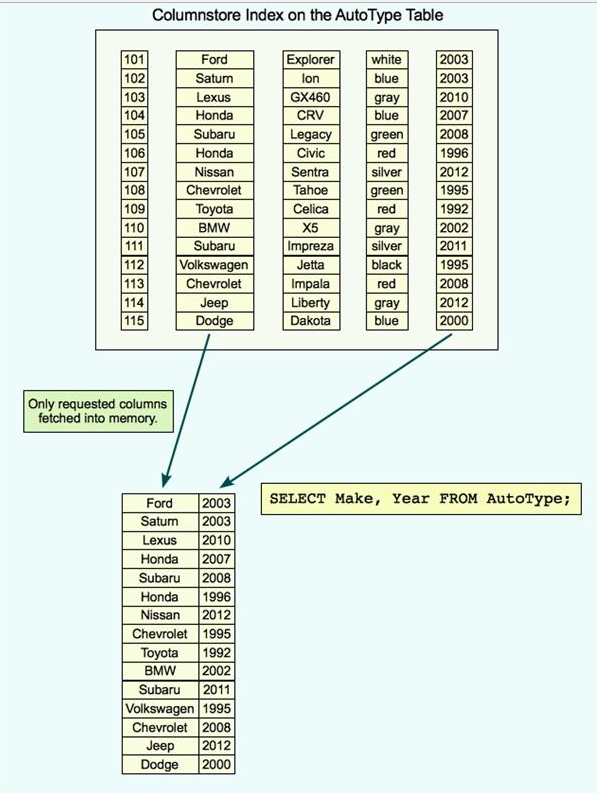 Columnstore Index on the AutoType Table
101 Ford Explorer white 2003
102 Saturn Ion blue 2003
103 Lexus GX460 gray 2010
104 Honda CRV blue 2007
105 Subaru Legacy green 2008
106 Honda Civic red 1996
107 Nissan Sentra silver 2012
108 Chevrolet Tahoe green 1995
109 Toyota Celica red 1992
110 BMW X5 gray 2002
111 Subaru Impreza silver 2011
112 Volkswagen Jetta black 1995
113 Chevrolet Impala red 2008
114 Jeep Liberty gray 2012
115 Dodge Dakota blue 2000
Only requested columns
fetched into memory.
SELECT Make, Year FROM AutoType;
Ford 2003
Saturn 2003
Lexus 2010
Honda 2007
Subaru 2008
Honda 1996
Nissan 2012
Chevrolet 1995
Toyota 1992
BMW 2002
Subaru 2011
Volkswagen 1995
Chevrolet 2008
Jeep 2012
Dodge 2000